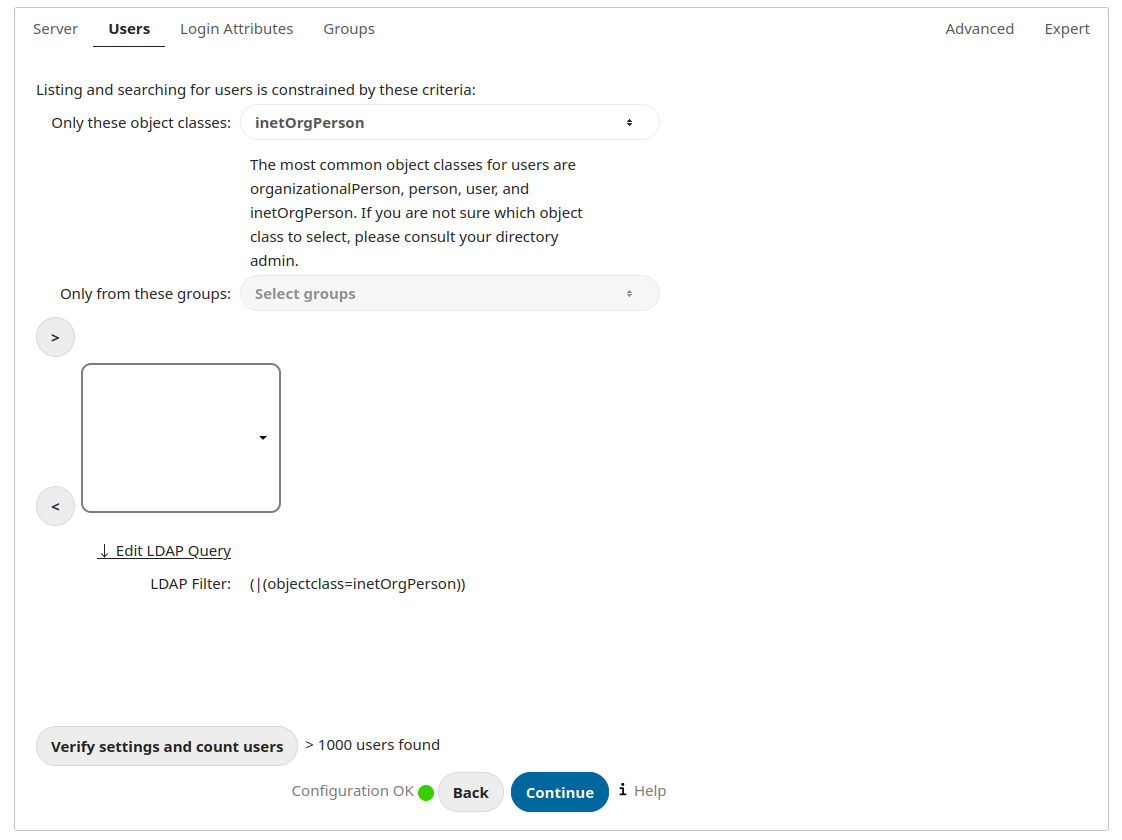 Server Users Login Attributes Groups Advanced Expert
Listing and searching for users is constrained by these criteria:
Only these object classes: inetOrgPerson
The most common object classes for users are
organizationalPerson, person, user, and
inetOrgPerson. If you are not sure which object
class to select, please consult your directory
admin.
Only from these groups: Select groups
>
<
↓ Edit LDAP Query
LDAP Filter: (|(objectclass=inetOrgPerson))
Verify settings and count users > 1000 users found
Configuration OK Back Continue i Help